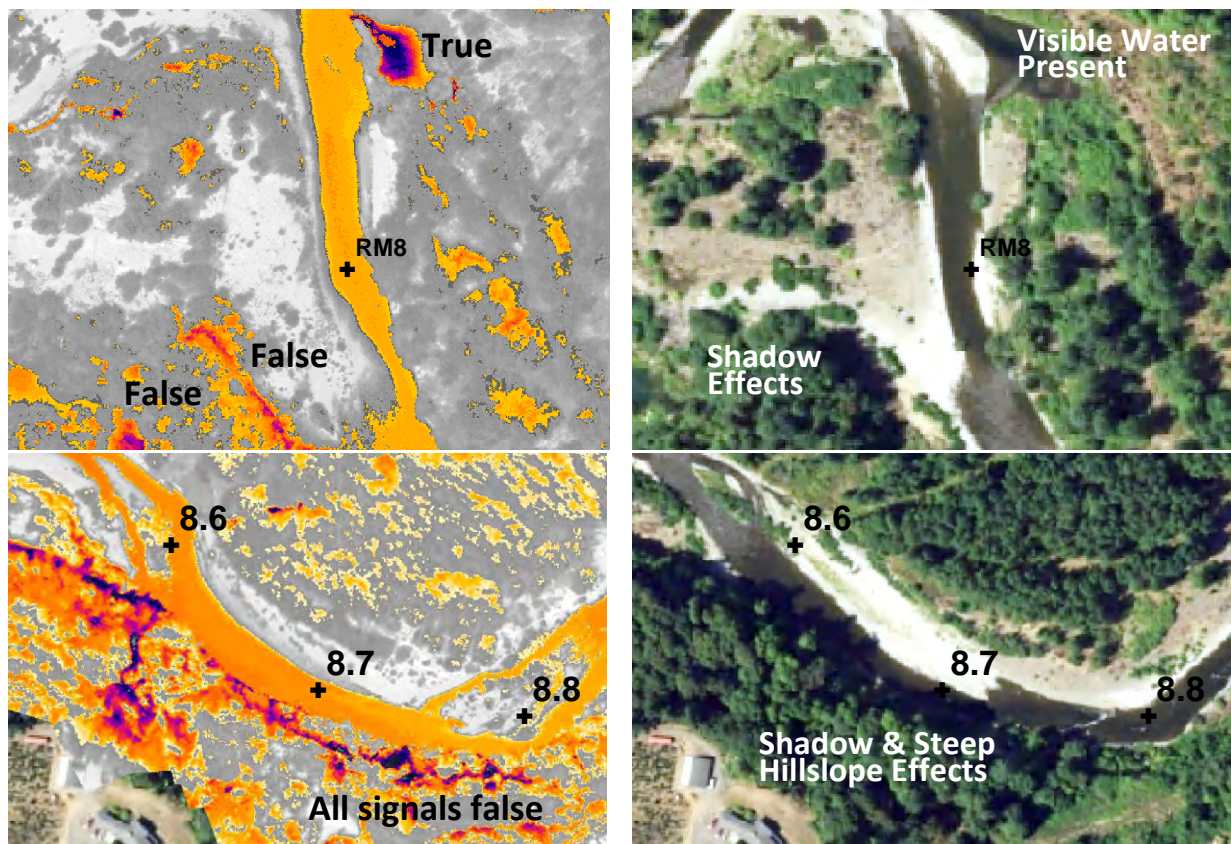 True
False
False
RM8
Visible Water
Present
RM8
Shadow
Effects
8.6
8.7
8.8
All signals false
8.6
8.7
8.8
Shadow & Steep
Hillslope Effects